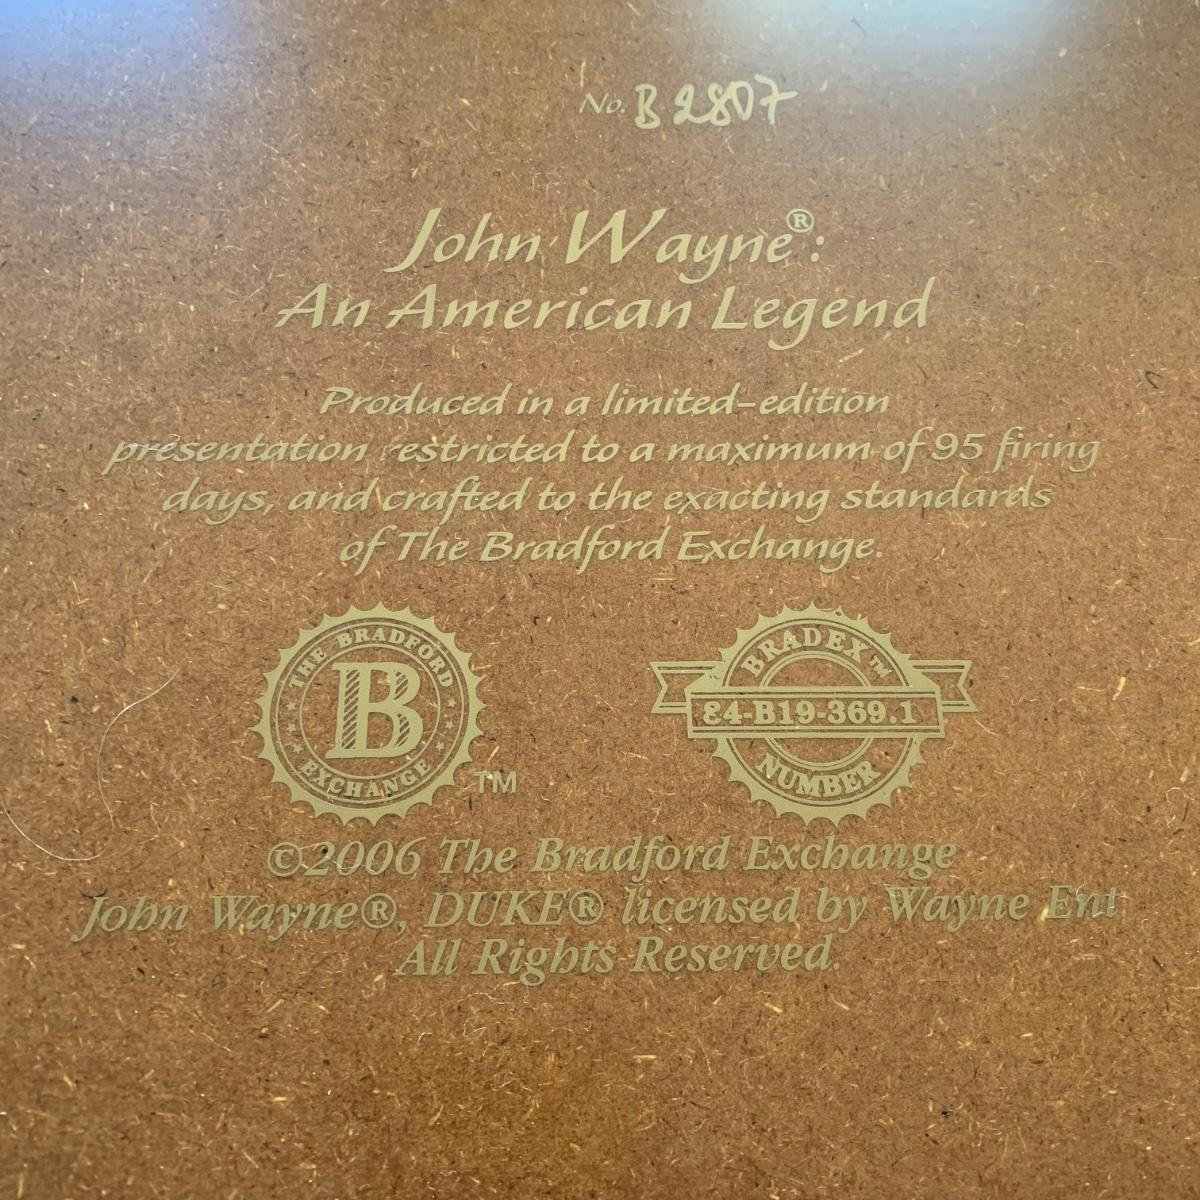 No. B 2807
John Wayne®:
An American Legend
Produced in a limited-edition
presentation restricted to a maximum of 95 firing
days, and crafted to the exacting standards
of The Bradford Exchange.
THE BRADFORD
B
EXCHANGE
TM
BRADEX™
84-B19-369.1
NUMBER
©2006 The Bradford Exchange
John Wayne®, DUKE® licensed by Wayne Ent
All Rights Reserved.